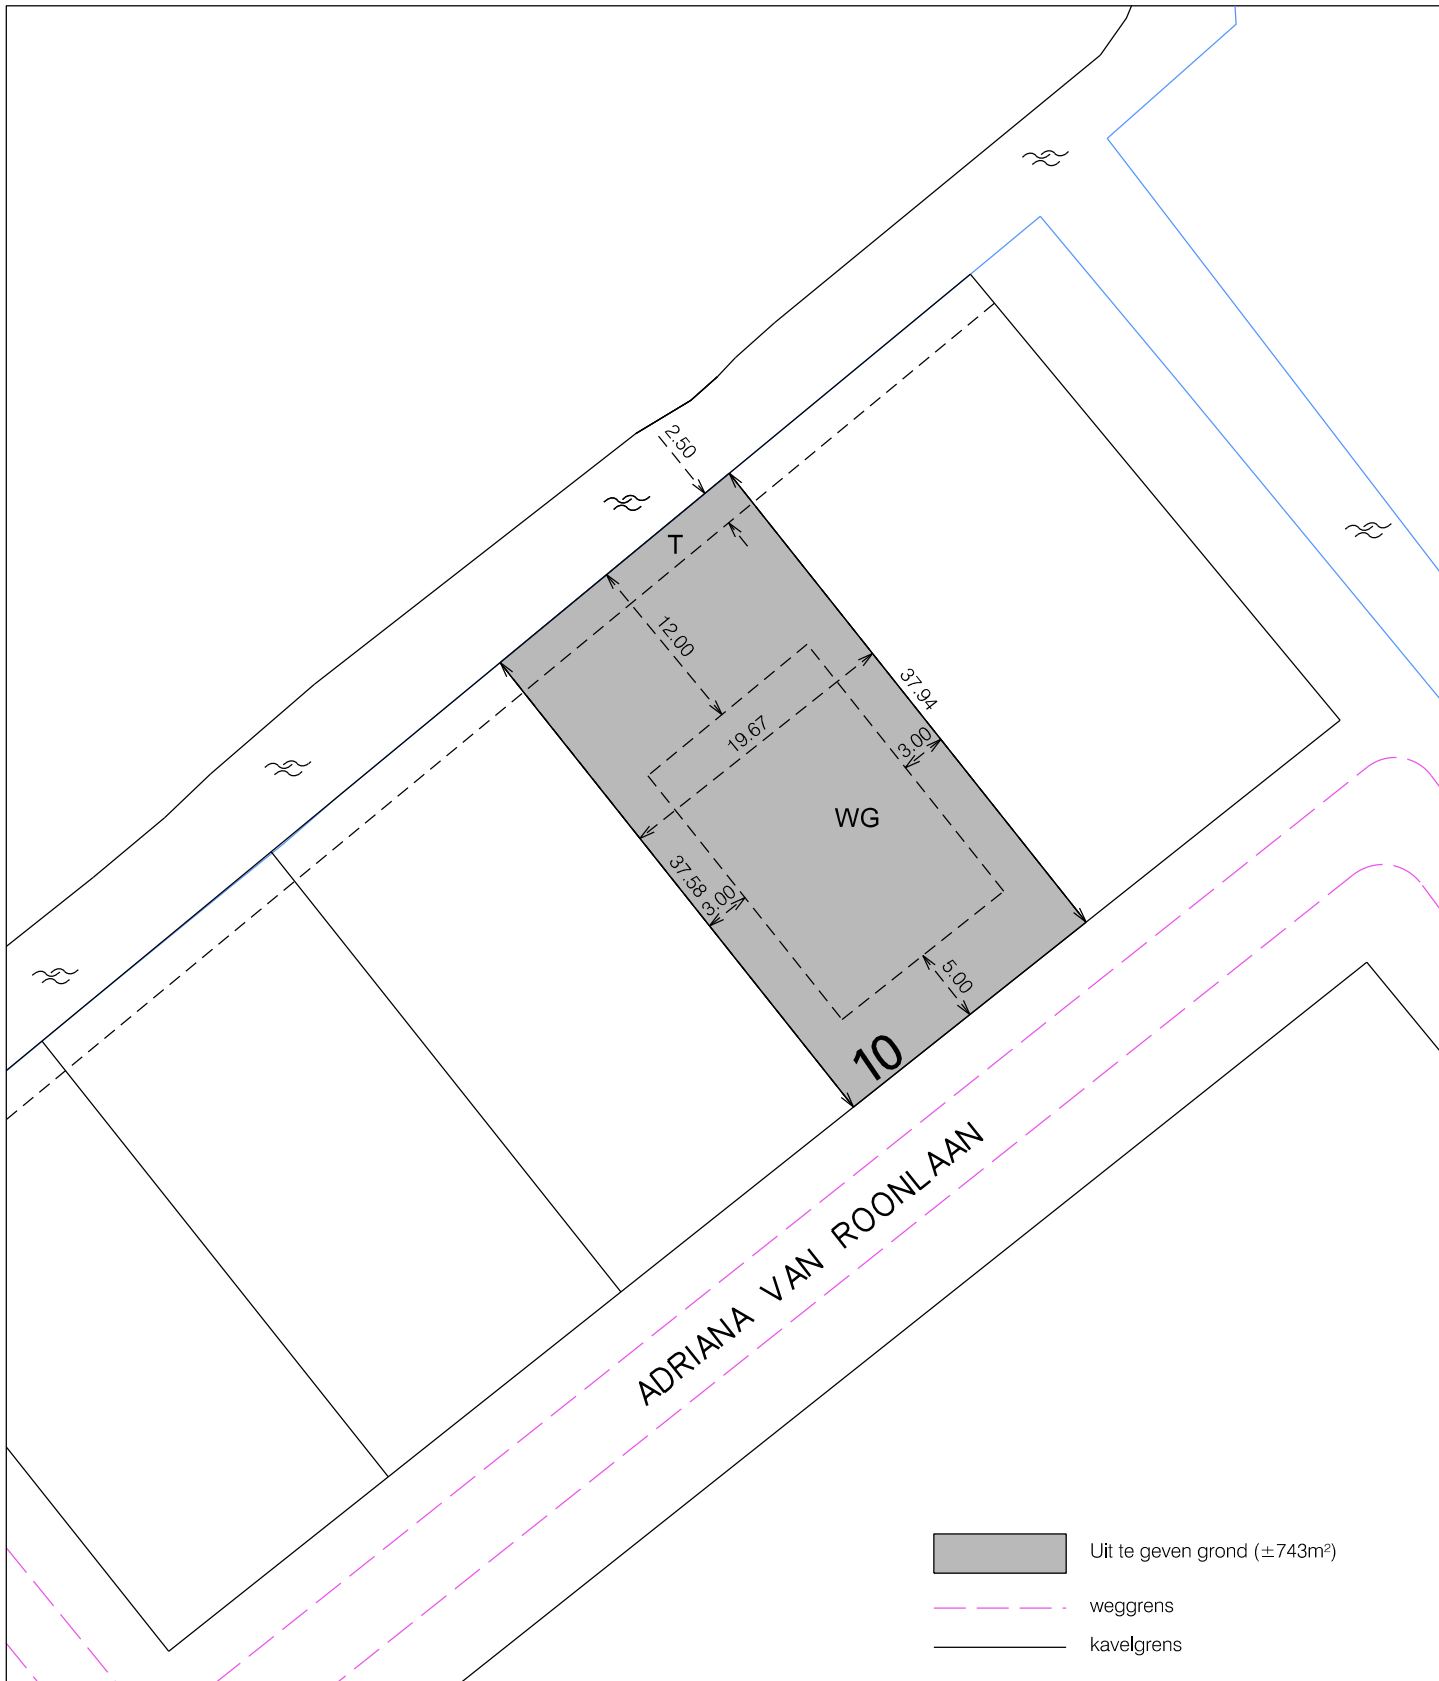 2.50
T
12.00
37.94
19.67
3.00
WG
37.58
3.00
5.00
10
ADRIANA VAN ROONLAAN
Uit te geven grond (±743m²)
weggrens
kavelgrens